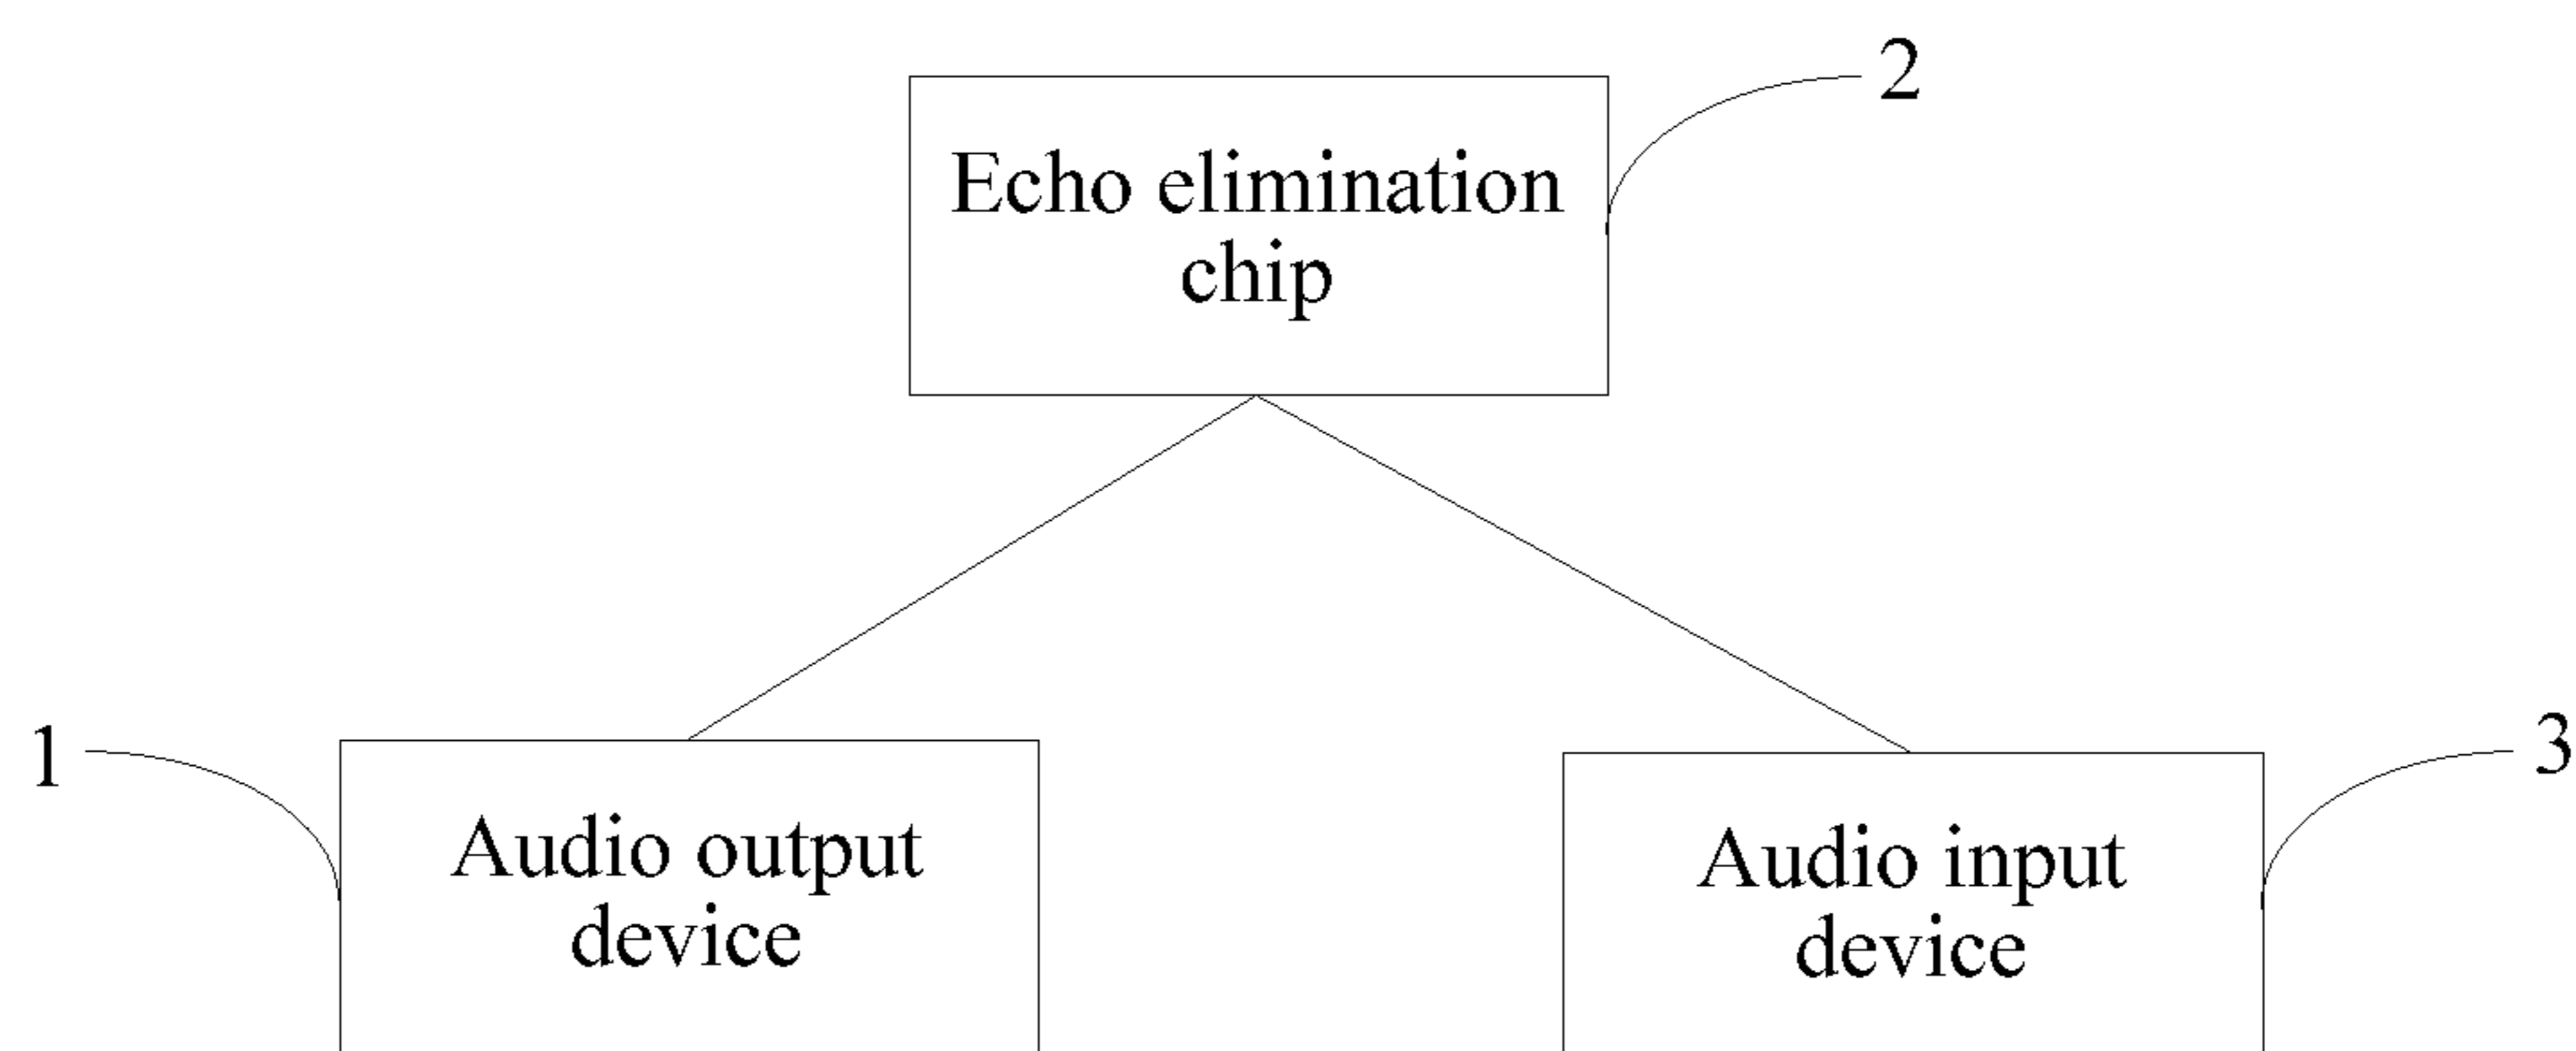 2
Echo elimination
chip
1
3
Audio output
device
Audio input
device